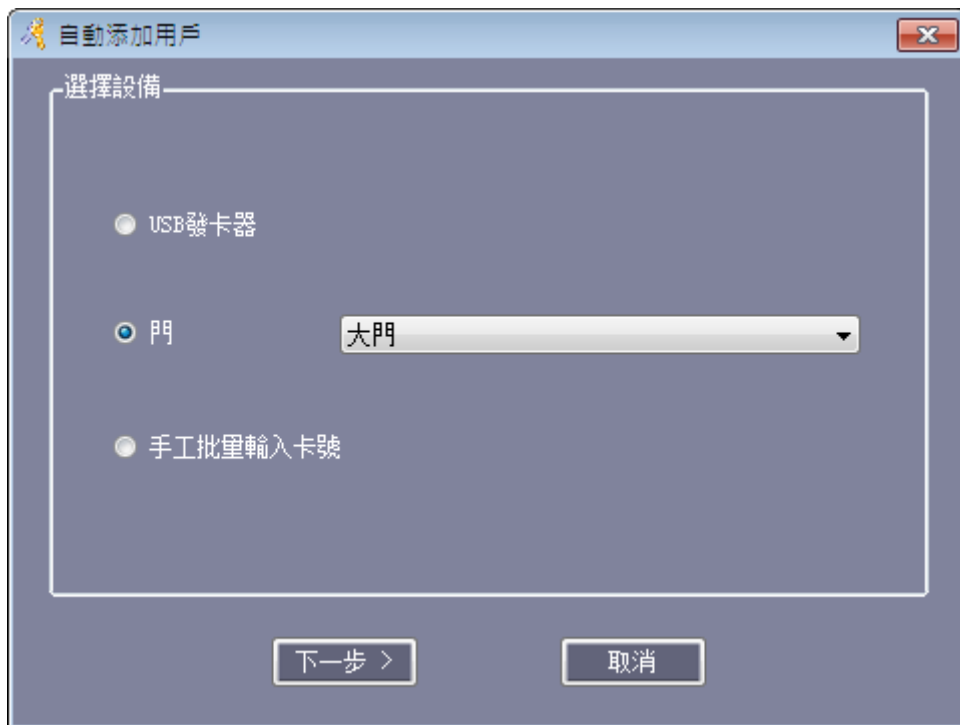 自動添加用戶
選擇設備
USB發卡器
門 大門
手工批量輸入卡號
下一步 > 取消